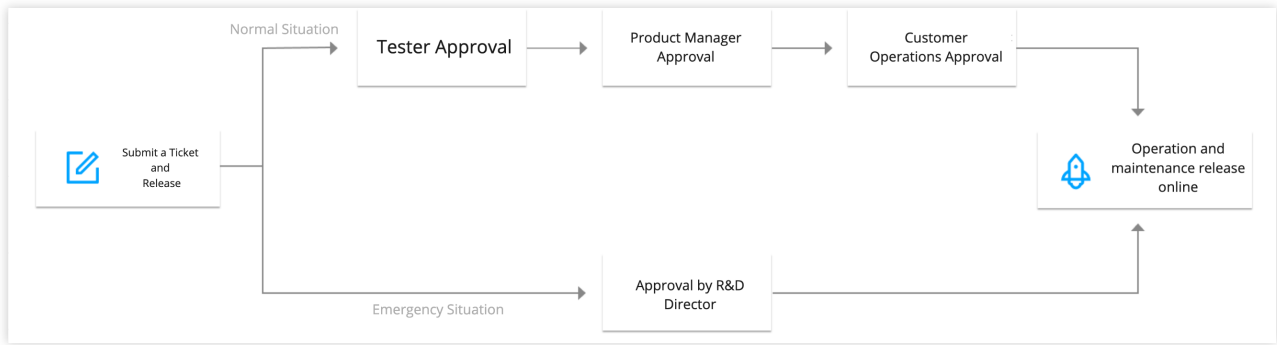 Normal Situation
Tester Approval
Product Manager
Approval
Customer
Operations Approval
Submit a Ticket
and
Release
Operation and
maintenance release
online
Approval by R&D
Director
Emergency Situation